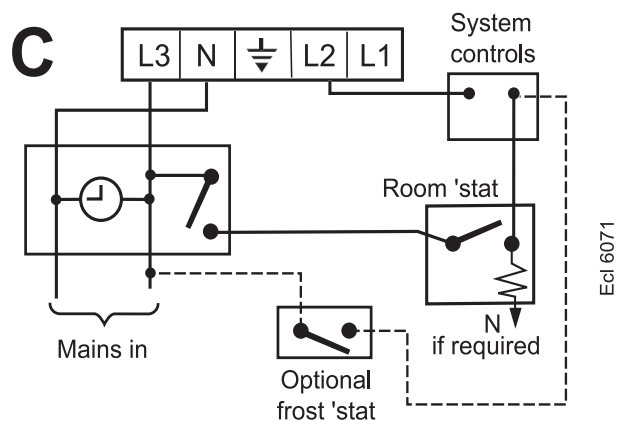 C
L3 N L2 L1
System
controls
Room 'stat
N
if required
Mains in
Optional
frost 'stat
Ecl 6071